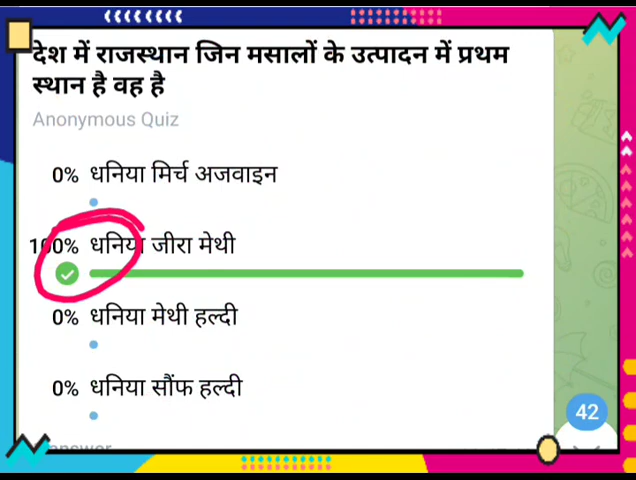 देश में राजस्थान जिन मसालों के उत्पादन में प्रथम
स्थान है वह है
Anonymous Quiz
0% धनिया मिर्च अजवाइन
100% धनिया जीरा मेथी
0% धनिया मेथी हल्दी
0% धनिया सौंफ हल्दी
42